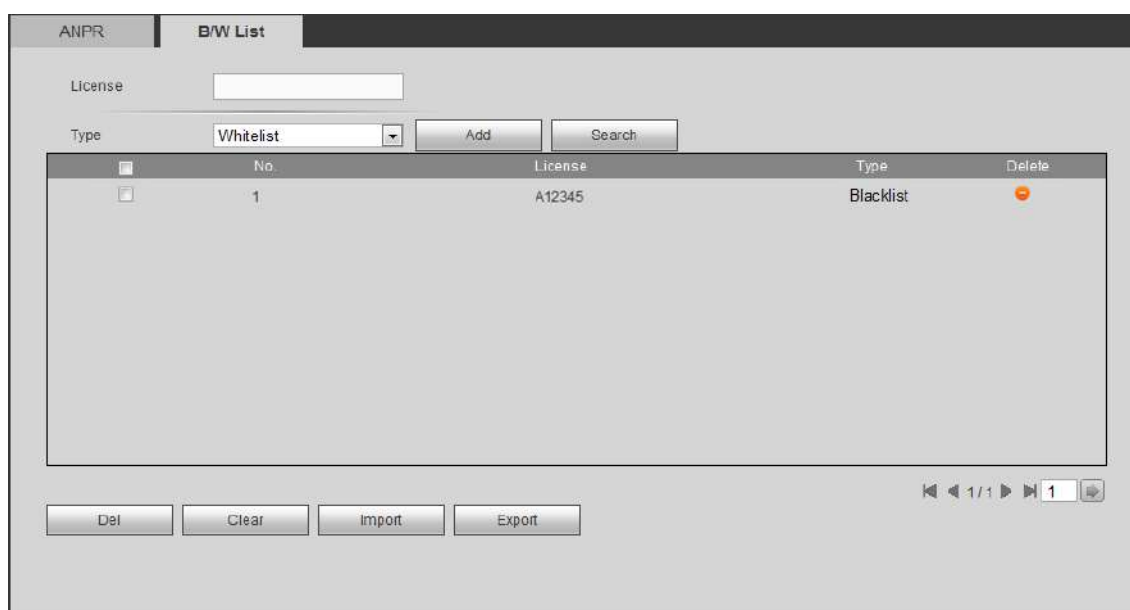 ANPR B/W List
License
Type Whitelist Add Search
No. License Type Delete
1 A12345 Blacklist
1/1 1
Del Clear Import Export